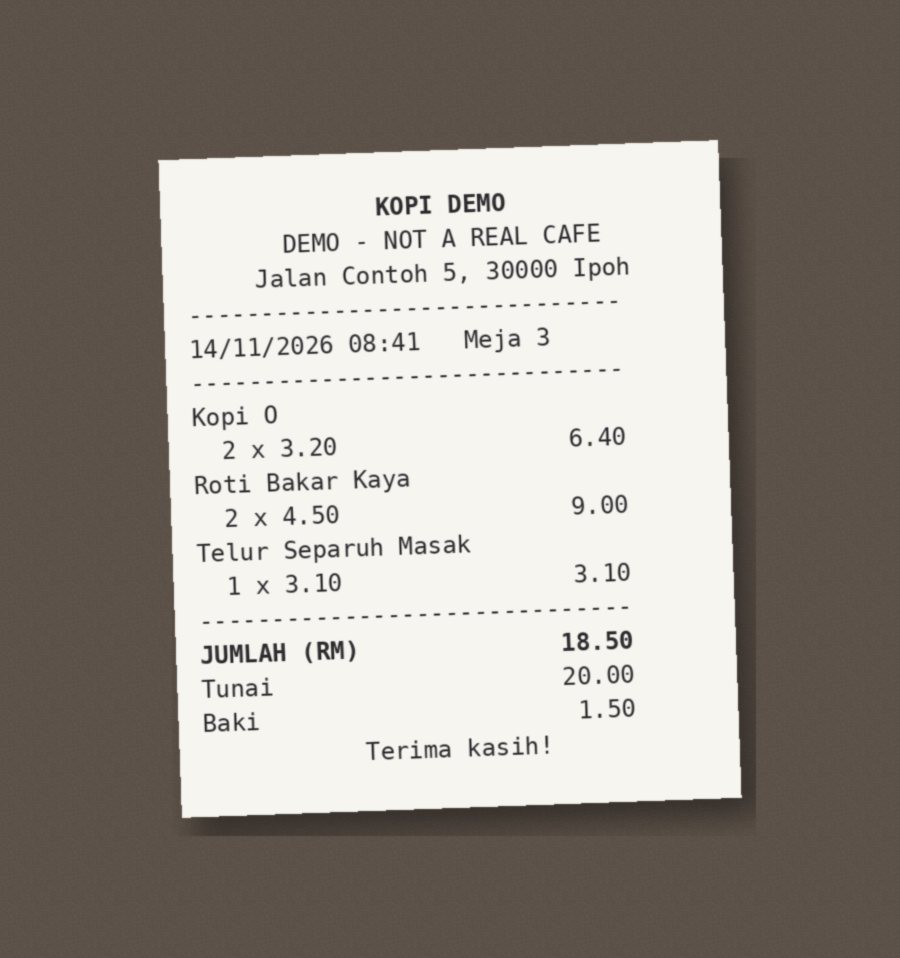 KOPI DEMO
DEMO - NOT A REAL CAFE
Jalan Contoh 5, 30000 Ipoh
------------------------------
14/11/2026 08:41   Meja 3
------------------------------
Kopi O
  2 x 3.20                6.40
Roti Bakar Kaya
  2 x 4.50                9.00
Telur Separuh Masak
  1 x 3.10                3.10
------------------------------
JUMLAH (RM)              18.50
Tunai                    20.00
Baki                      1.50
Terima kasih!